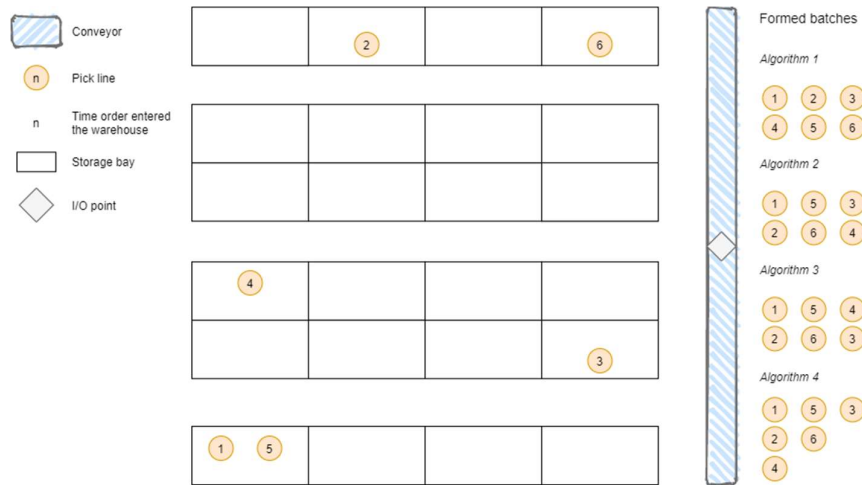 Conveyor
n
Pick line
n
Time order entered
the warehouse
Storage bay
I/O point
2
6
4
3
1 5
Formed batches
Algorithm 1
1 2 3
4 5 6
Algorithm 2
1 5 3
2 6 4
Algorithm 3
1 5 4
2 6 3
Algorithm 4
1 5 3
2 6
4